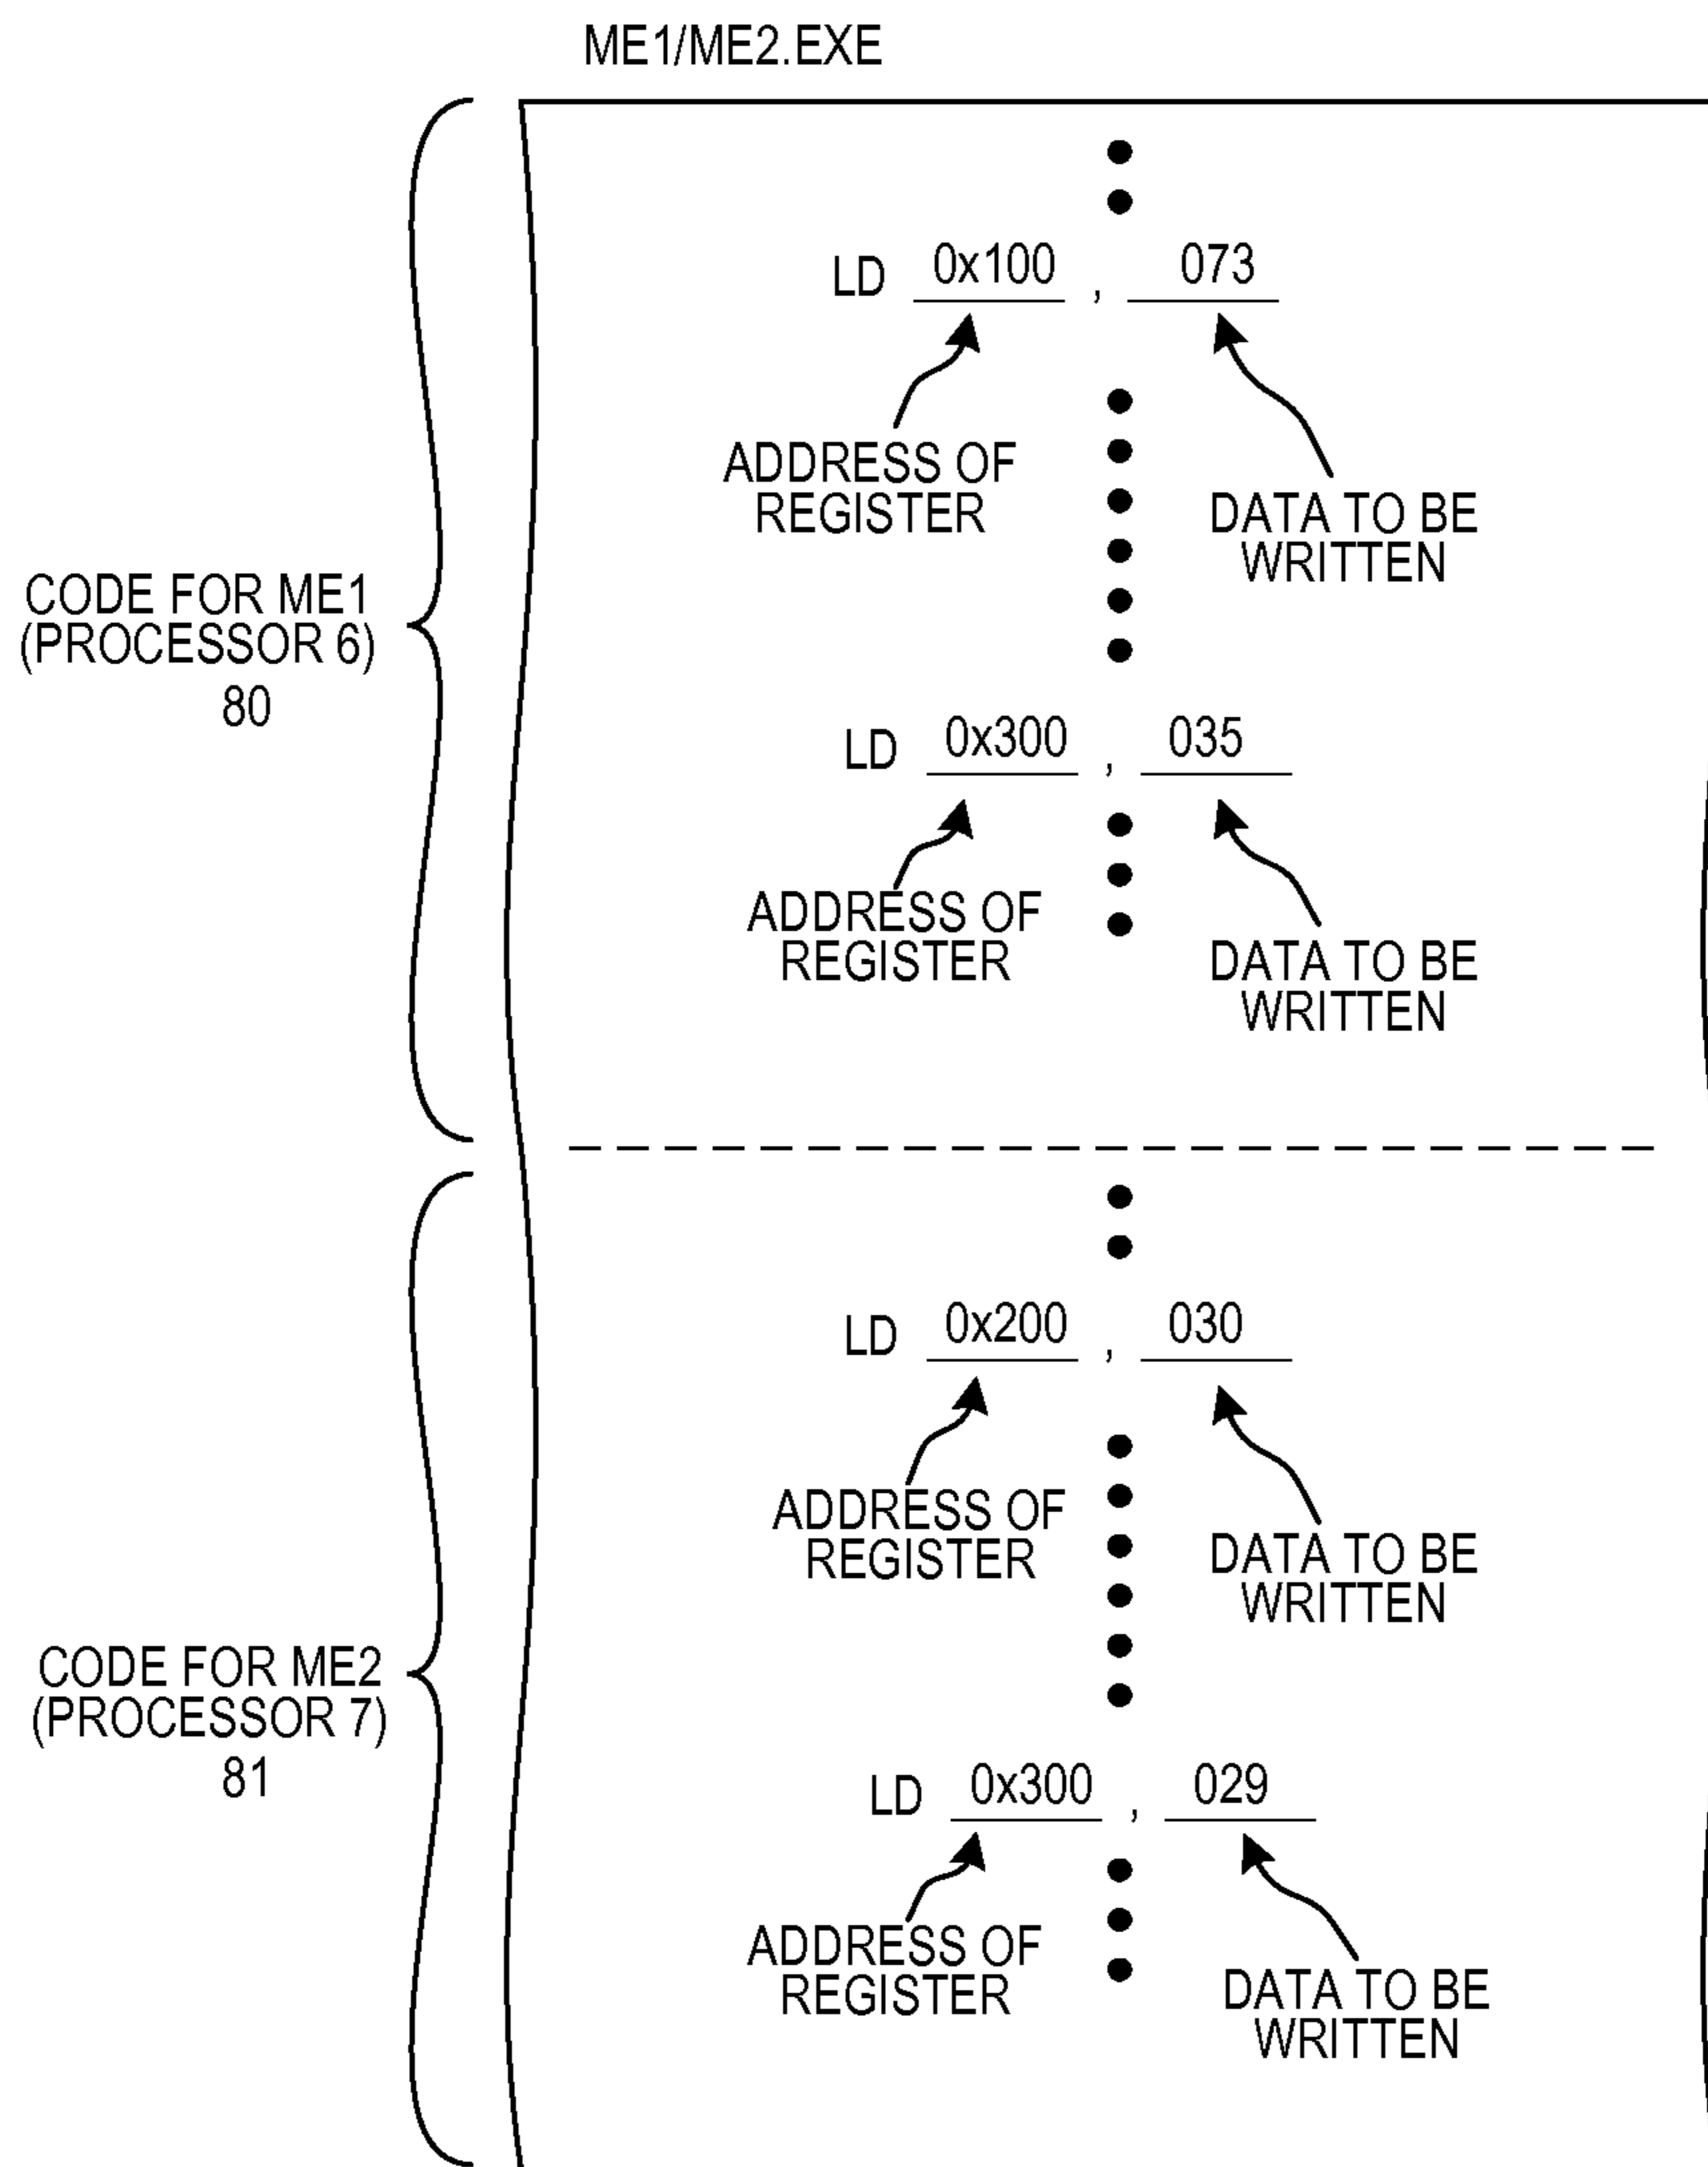 ME1/ME2.EXE
LD 0x100 , 073
ADDRESS OF
REGISTER
DATA TO BE
WRITTEN
CODE FOR ME1
(PROCESSOR 6)
80
LD 0x300 , 035
ADDRESS OF
REGISTER
DATA TO BE
WRITTEN
LD 0x200 , 030
ADDRESS OF
REGISTER
DATA TO BE
WRITTEN
CODE FOR ME2
(PROCESSOR 7)
81
LD 0x300 , 029
ADDRESS OF
REGISTER
DATA TO BE
WRITTEN